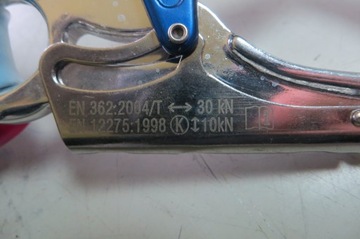 EN 362:2004/T ↔ 30 kN
EN 12275:1998 Ⓚ ↕10kN